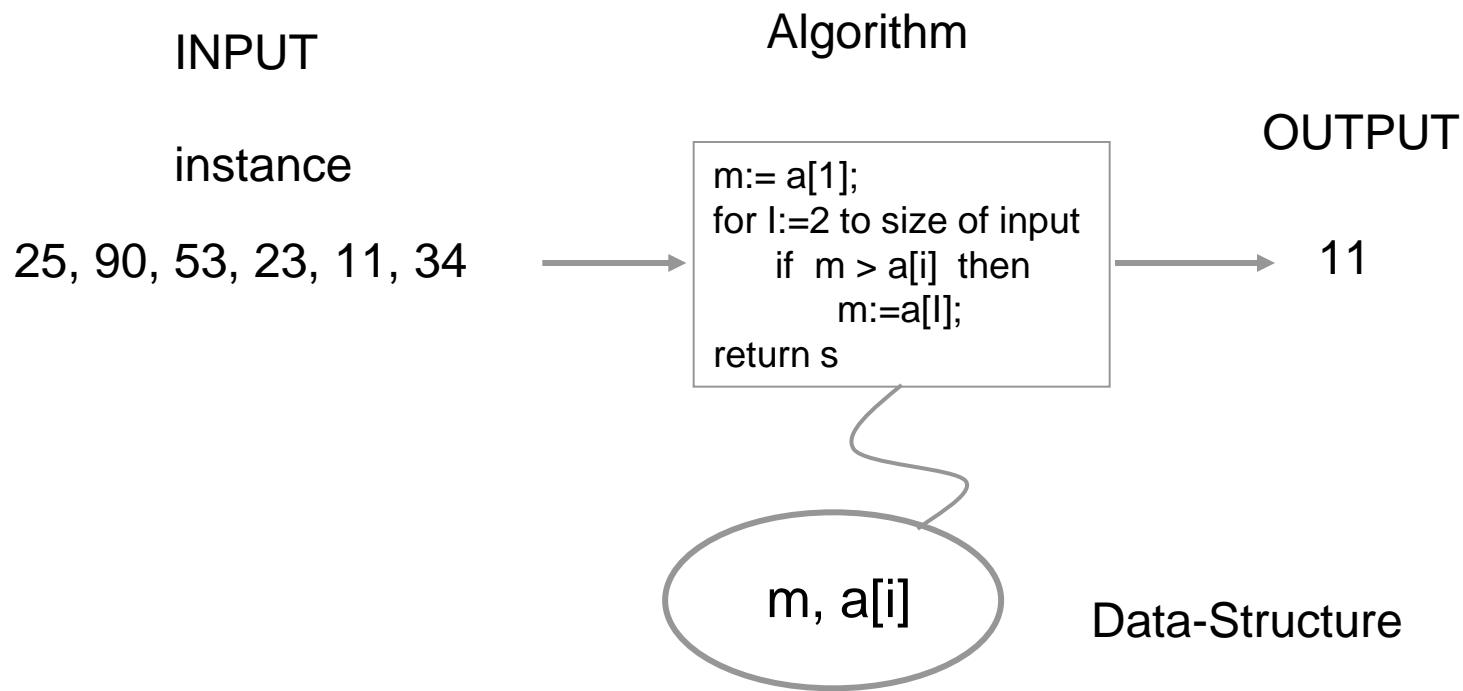 INPUT
Algorithm
instance
OUTPUT
25, 90, 53, 23, 11, 34
m:= a[1];
for I:=2 to size of input
if m > a[i] then
m:=a[I];
return s
11
m, a[i]
Data-Structure